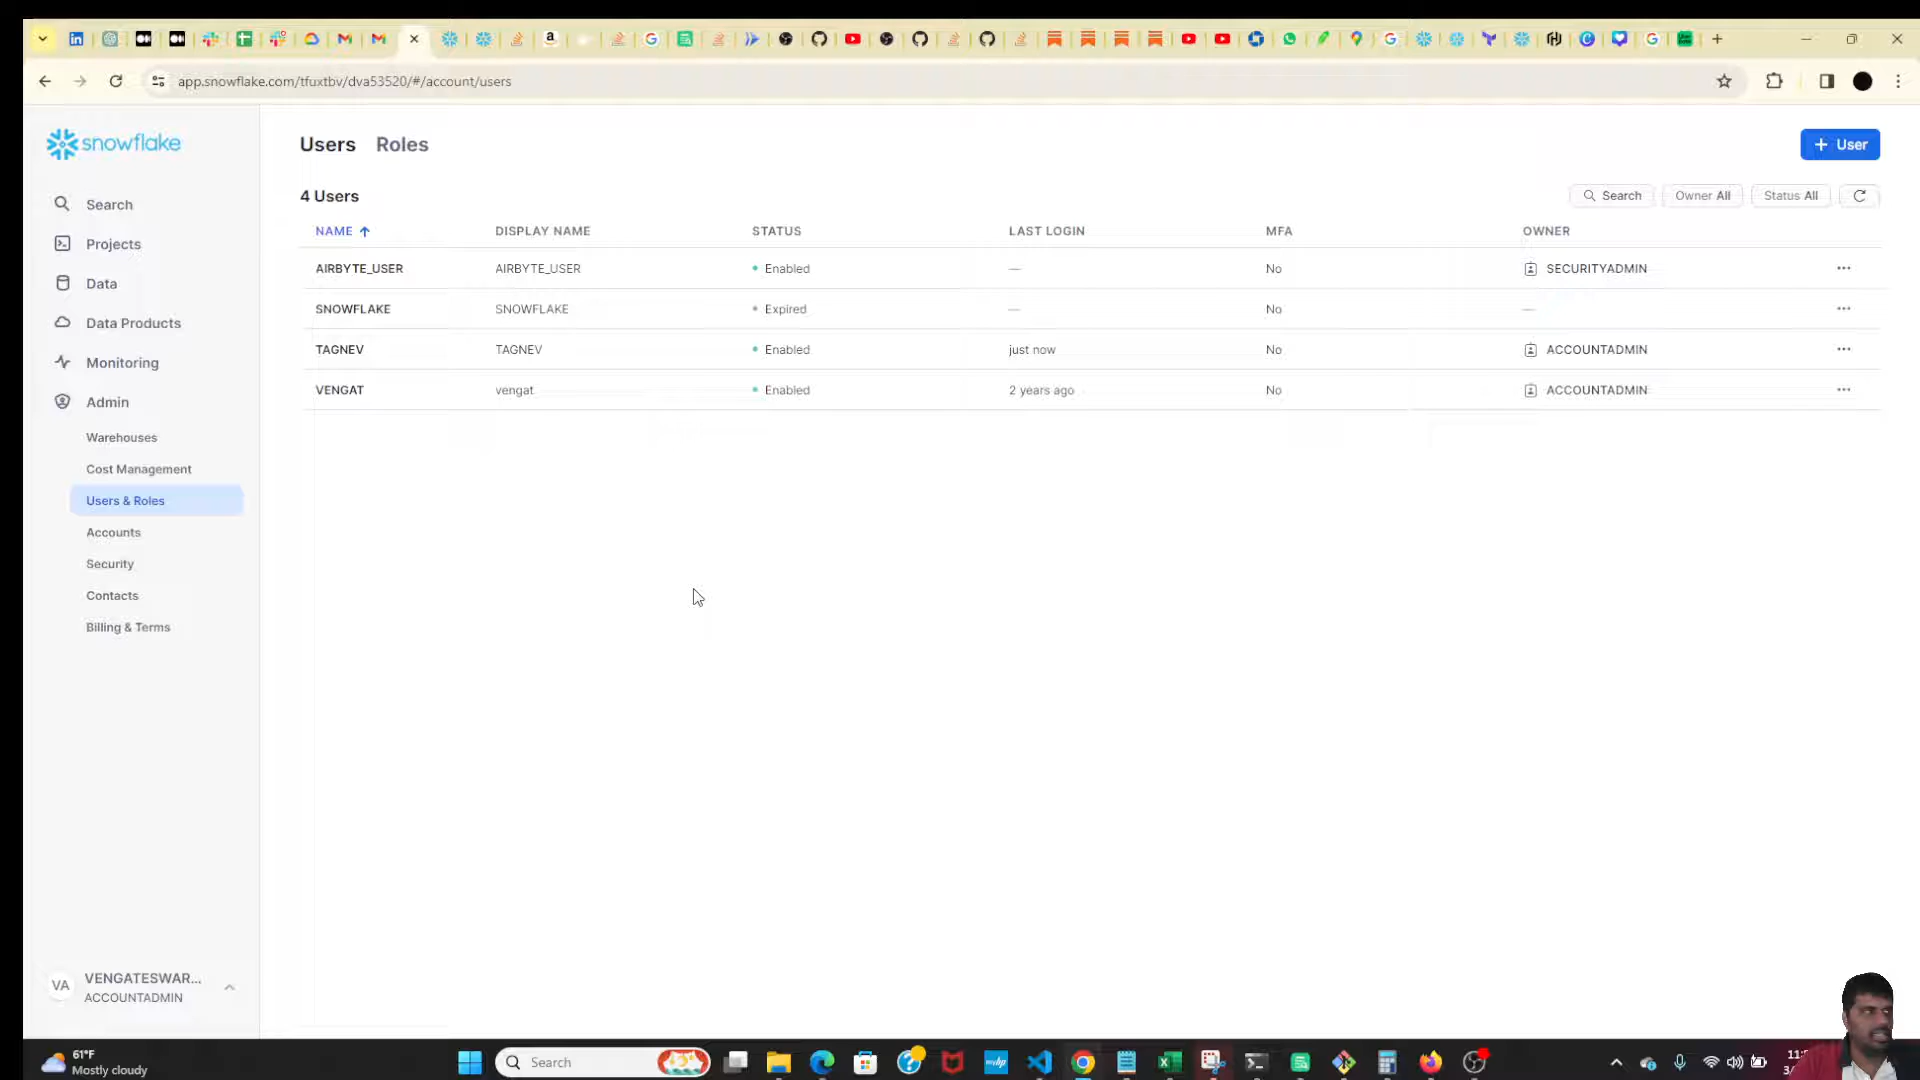 app.snowflake.com/tfuxtbv/dva53520/#/account/users
snowflake
Search
Projects
Data
Data Products
Monitoring
Admin
Warehouses
Cost Management
Users & Roles
Accounts
Security
Contacts
Billing & Terms
VA
VENGATESWAR...
ACCOUNTADMIN
Users Roles
+ User
4 Users
Search
Owner All
Status All
NAME DISPLAY NAME STATUS LAST LOGIN MFA OWNER
AIRBYTE_USER AIRBYTE_USER Enabled — No SECURITYADMIN
SNOWFLAKE SNOWFLAKE Expired — No —
TAGNEV TAGNEV Enabled just now No ACCOUNTADMIN
VENGAT vengat Enabled 2 years ago No ACCOUNTADMIN
61°F
Mostly cloudy
Search